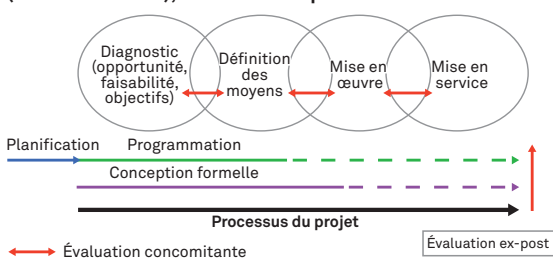 Diagnostic
(opportunité,
faisabilité,
objectifs)
Définition
des
moyens
Mise en
œuvre
Mise en
service
Planification
Programmation
Conception formelle
Processus du projet
Évaluation ex-post
Évaluation concomitante